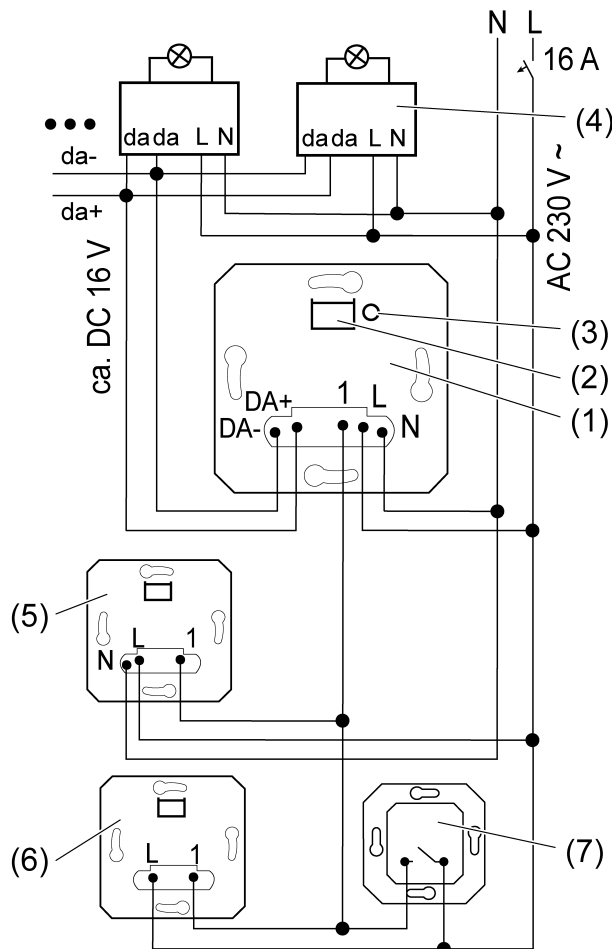 N L
16 A
(4)
da da L N
da da L N
da-
da+
AC 230 V ~
ca. DC 16 V
(3)
(2)
(1)
DA+ 1 L
DA- N
(5)
L 1
N
(6)
L 1
(7)